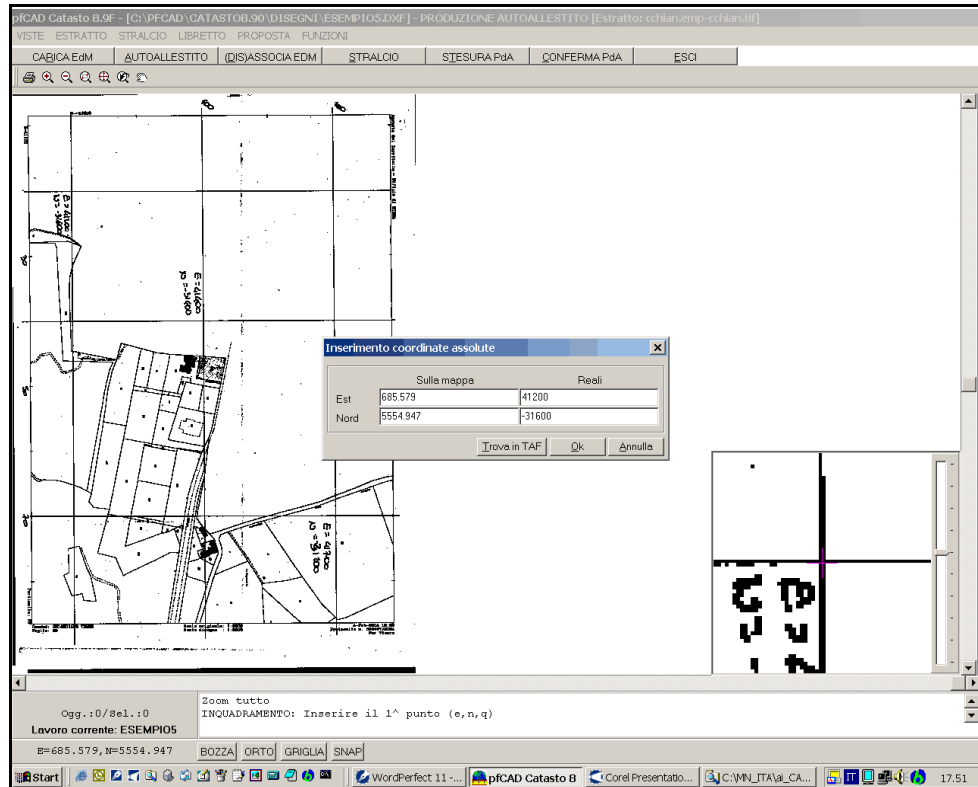 pfCAD Catasto 8.9F - [C:\PFCAD\CATASTO8.90\DISEGNI\ESEMPIO5.DXF] - PRODUZIONE AUTOALLESTITO [Estratto: cchian.emp-cchian.tif]
VISTE ESTRATTO STRALCIO LIBRETTO PROPOSTA FUNZIONI
CARICA EdM AUTOALLESTITO (DIS)ASSOCIA EDM STRALCIO STESURA PdA CONFERMA PdA ESCI
Inserimento coordinate assolute
Sulla mappa Reali
Est 685.579 41200
Nord 5554.947 -31600
Trova in TAF Ok Annulla
Zoom tutto
Ogg.:0/Sel.:0 INQUADRAMENTO: Inserire il 1^ punto (e,n,q)
Lavoro corrente: ESEMPIO5
E=685.579, N=5554.947 BOZZA ORTO GRIGLIA SNAP
Start WordPerfect 11 -... pfCAD Catasto 8 Corel Presentatio... C:\MN_ITA\ai_CA... IT 17.51